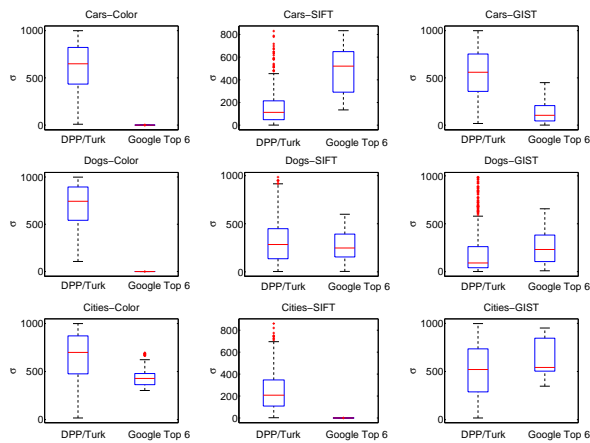 Cars−Color
1000
500
0
σ
DPP/Turk Google Top 6
Cars−SIFT
800
600
400
200
0
σ
DPP/Turk Google Top 6
Cars−GIST
1000
500
0
σ
DPP/Turk Google Top 6
Dogs−Color
1000
500
0
σ
DPP/Turk Google Top 6
Dogs−SIFT
1000
500
0
σ
DPP/Turk Google Top 6
Dogs−GIST
1000
500
0
σ
DPP/Turk Google Top 6
Cities−Color
1000
500
0
σ
DPP/Turk Google Top 6
Cities−SIFT
800
600
400
200
0
σ
DPP/Turk Google Top 6
Cities−GIST
1000
500
0
σ
DPP/Turk Google Top 6